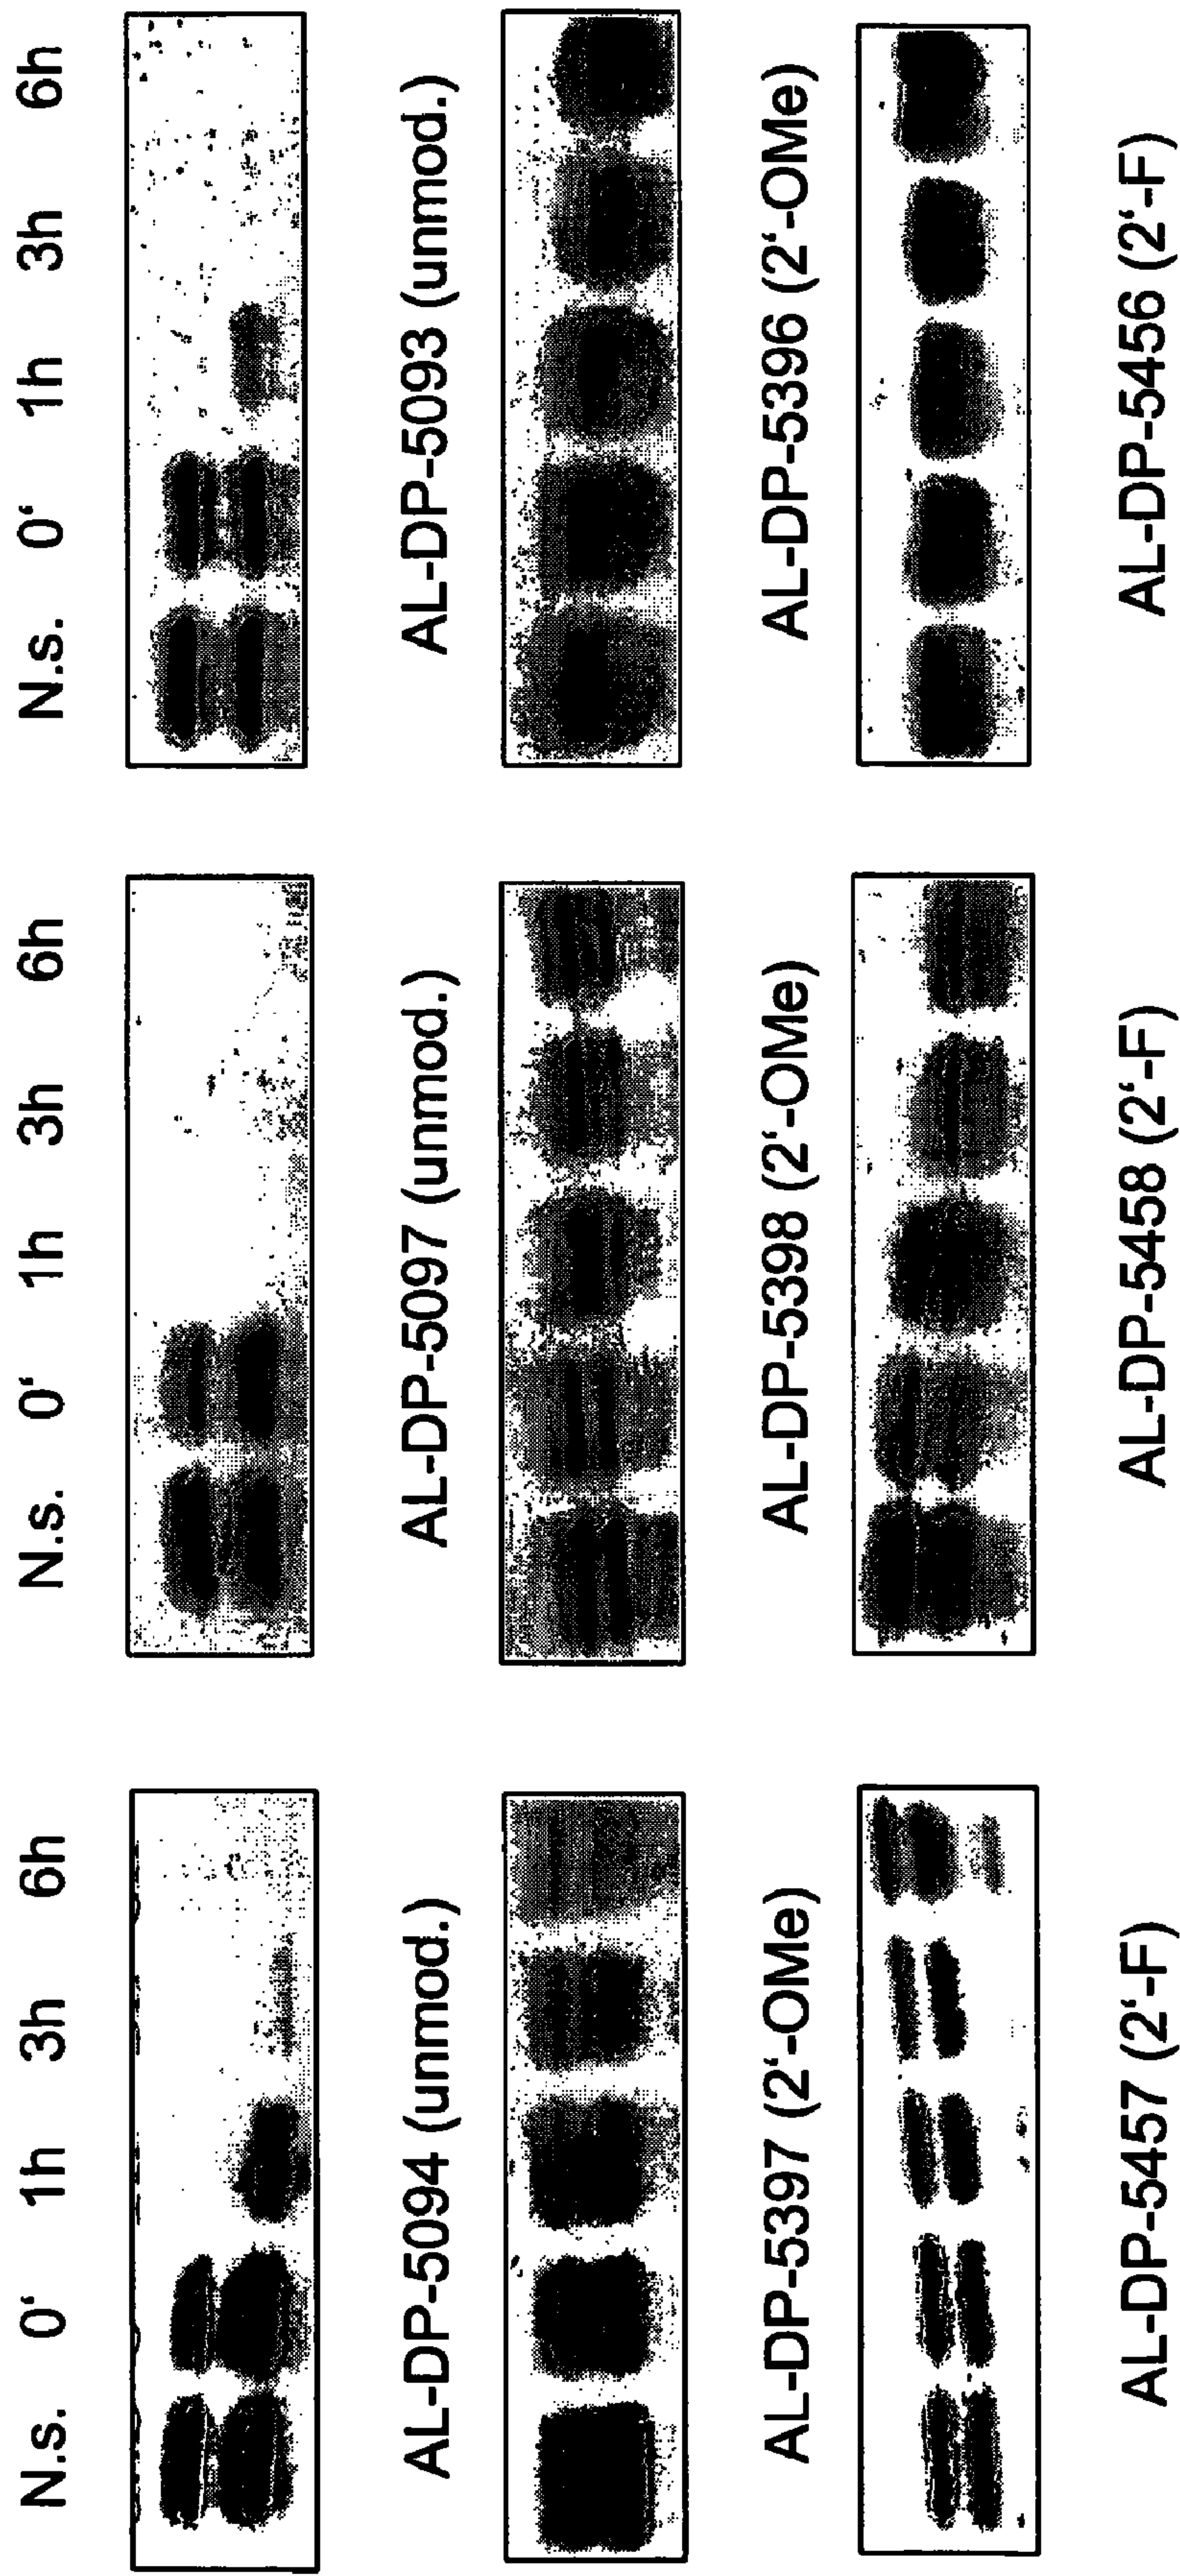 N.s. 0‘ 1h 3h 6h N.s. 0‘ 1h 3h 6h N.s. 0‘ 1h 3h 6h
AL-DP-5094 (unmod.) AL-DP-5097 (unmod.) AL-DP-5093 (unmod.)
AL-DP-5397 (2‘-OMe) AL-DP-5398 (2‘-OMe) AL-DP-5396 (2‘-OMe)
AL-DP-5457 (2‘-F) AL-DP-5458 (2‘-F) AL-DP-5456 (2‘-F)